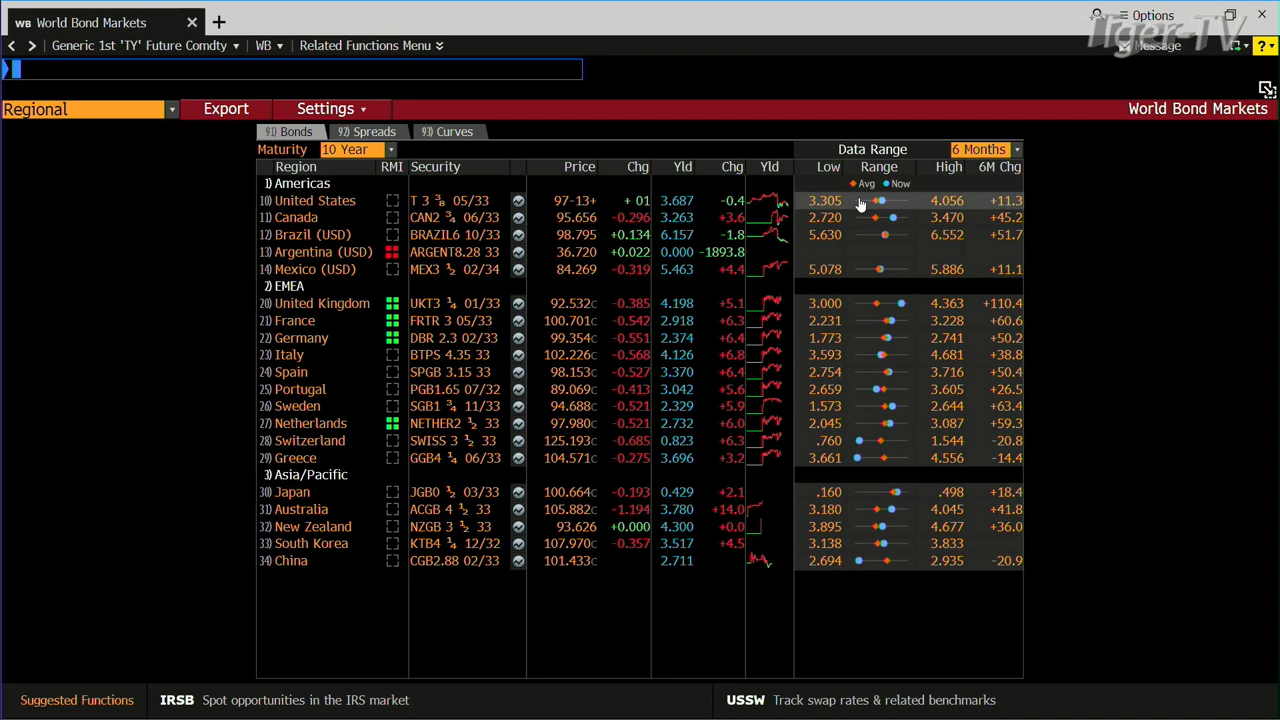 WB World Bond Markets
Options
Tiger-TV
Generic 1st 'TY' Future Comdty WB Related Functions Menu
Message ?
Regional Export Settings World Bond Markets
91) Bonds 92) Spreads 93) Curves
Maturity 10 Year Data Range 6 Months
Region RMI Security Price Chg Yld Chg Yld Low Range High 6M Chg
1) Americas Avg Now
10) United States T 3 ⅜ 05/33 97-13+ + 01 3.687 -0.4 3.305 4.056 +11.3
11) Canada CAN2 ¾ 06/33 95.656 -0.296 3.263 +3.6 2.720 3.470 +45.2
12) Brazil (USD) BRAZIL6 10/33 98.795 +0.134 6.157 -1.8 5.630 6.552 +51.7
13) Argentina (USD) ARGENT8.28 33 36.720 +0.022 0.000 -1893.8
14) Mexico (USD) MEX3 ½ 02/34 84.269 -0.319 5.463 +4.4 5.078 5.886 +11.1
2) EMEA
20) United Kingdom UKT3 ¼ 01/33 92.532c -0.385 4.198 +5.1 3.000 4.363 +110.4
21) France FRTR 3 05/33 100.701c -0.542 2.918 +6.3 2.231 3.228 +60.6
22) Germany DBR 2.3 02/33 99.354c -0.551 2.374 +6.4 1.773 2.741 +50.2
23) Italy BTPS 4.35 33 102.226c -0.568 4.126 +6.8 3.593 4.681 +38.8
24) Spain SPGB 3.15 33 98.153c -0.527 3.370 +6.4 2.754 3.716 +50.4
25) Portugal PGB1.65 07/32 89.069c -0.413 3.042 +5.6 2.659 3.605 +26.5
26) Sweden SGB1 ¾ 11/33 94.688c -0.521 2.329 +5.9 1.573 2.644 +63.4
27) Netherlands NETHER2 ½ 33 97.980c -0.521 2.732 +6.0 2.045 3.087 +59.3
28) Switzerland SWISS 3 ½ 33 125.193c -0.685 0.823 +6.3 .760 1.544 -20.8
29) Greece GGB4 ¼ 06/33 104.571c -0.275 3.696 +3.2 3.661 4.556 -14.4
3) Asia/Pacific
30) Japan JGB0 ½ 03/33 100.664c -0.193 0.429 +2.1 .160 .498 +18.4
31) Australia ACGB 4 ½ 33 105.882c -1.194 3.780 +14.0 3.180 4.045 +41.8
32) New Zealand NZGB 3 ½ 33 93.626 +0.000 4.300 +0.0 3.895 4.677 +36.0
33) South Korea KTB4 ¼ 12/32 107.970c -0.357 3.517 +4.5 3.138 3.833
34) China CGB2.88 02/33 101.433c 2.711 2.694 2.935 -20.9
Suggested Functions IRSB Spot opportunities in the IRS market USSW Track swap rates & related benchmarks